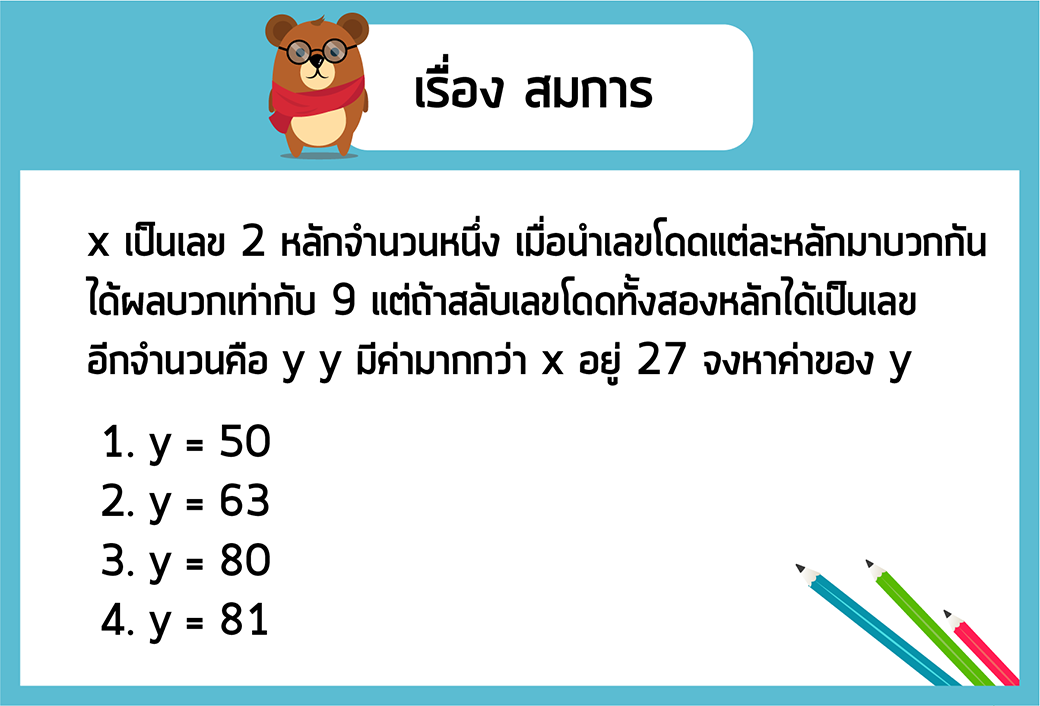 เรื่อง สมการ
x เป็นเลข 2 หลักจำนวนหนึ่ง เมื่อนำเลขโดดแต่ละหลักมาบวกกัน
ได้ผลบวกเท่ากับ 9 แต่ถ้าสลับเลขโดดทั้งสองหลักได้เป็นเลข
อีกจำนวนคือ y y มีค่ามากกว่า x อยู่ 27 จงหาค่าของ y
1. y = 50
2. y = 63
3. y = 80
4. y = 81